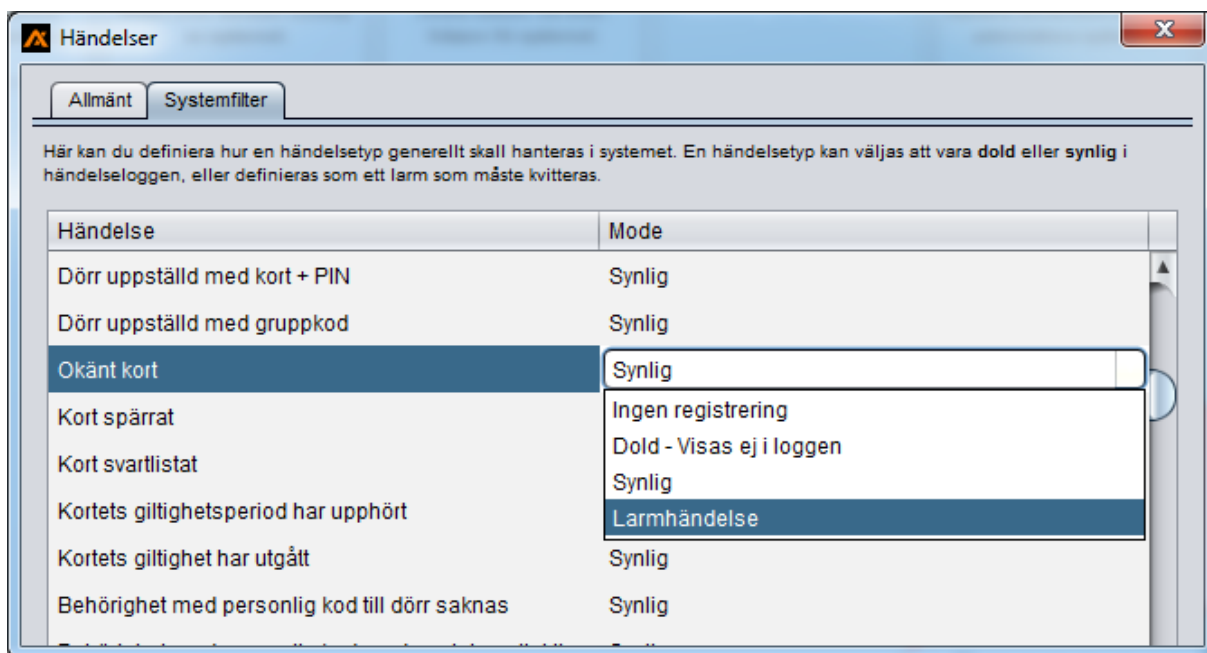 Händelser
Allmänt Systemfilter
Här kan du definiera hur en händelsetyp generellt skall hanteras i systemet. En händelsetyp kan väljas att vara dold eller synlig i
händelseloggen, eller definieras som ett larm som måste kvitteras.
Händelse Mode
Dörr uppställd med kort + PIN Synlig
Dörr uppställd med gruppkod Synlig
Okänt kort Synlig
Kort spärrat Ingen registrering
Kort svartlistat Dold - Visas ej i loggen
Synlig
Kortets giltighetsperiod har upphört Larmhändelse
Kortets giltighet har utgått Synlig
Behörighet med personlig kod till dörr saknas Synlig